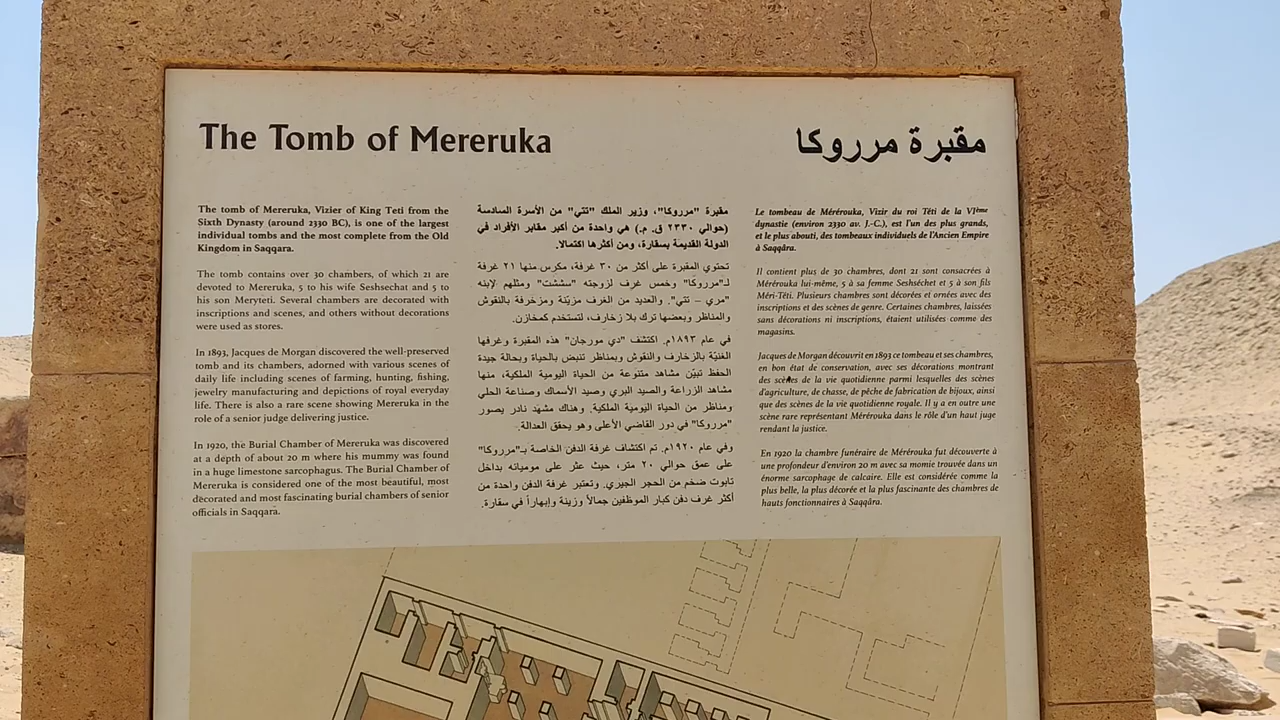 The Tomb of Mereruka
مقبرة مرروكا
The tomb of Mereruka, Vizier of King Teti from the
Sixth Dynasty (around 2330 BC), is one of the largest
individual tombs and the most complete from the Old
Kingdom in Saqqara.
The tomb contains over 30 chambers, of which 21 are
devoted to Mereruka, 5 to his wife Seshsechat and 5 to
his son Meryteti. Several chambers are decorated with
inscriptions and scenes, and others without decorations
were used as stores.
In 1893, Jacques de Morgan discovered the well-preserved
tomb and its chambers, adorned with various scenes of
daily life including scenes of farming, hunting, fishing,
jewelry manufacturing and depictions of royal everyday
life. There is also a rare scene showing Mereruka in the
role of a senior judge delivering justice.
In 1920, the Burial Chamber of Mereruka was discovered
at a depth of about 20 m where his mummy was found
in a huge limestone sarcophagus. The Burial Chamber of
Mereruka is considered one of the most beautiful, most
decorated and most fascinating burial chambers of senior
officials in Saqqara.
مقبرة "مرروكا"، وزير الملك "تتي" من الأسرة السادسة
(حوالي ٢٣٣٠ ق. م.) هي واحدة من أكبر مقابر الأفراد في
الدولة القديمة بسقارة، ومن أكثرها اكتمالا.
تحتوي المقبرة على أكثر من ٣٠ غرفة، مكرس منها ٢١ غرفة
لـ"مرروكا" وخمس غرف لزوجته "سششت" ومثلهم لإبنه
"مري – تتي". والعديد من الغرف مزينة ومزخرفة بالنقوش
والمناظر وبعضها ترك بلا زخارف، لتستخدم كمخازن.
في عام ١٨٩٣م. اكتشف "دي مورجان" هذه المقبرة وغرفها
الغنيّة بالزخارف والنقوش وبمناظر تنبض بالحياة وبحالة جيدة
الحفظ تبيّن مشاهد متنوعة من الحياة اليومية الملكية، منها
مشاهد الزراعة والصيد البري وصيد الأسماك وصناعة الحلي
ومناظر من الحياة اليومية الملكية. وهناك مشهد نادر يصور
"مرروكا" في دور القاضي الأعلى وهو يحقق العدالة.
وفي عام ١٩٢٠م. تم اكتشاف غرفة الدفن الخاصة بـ"مرروكا"
على عمق حوالي ٢٠ متر، حيث عثر على موميائه بداخل
تابوت ضخم من الحجر الجيري. وتعتبر غرفة الدفن واحدة من
أكثر غرف دفن كبار الموظفين جمالاً وزينة وإبهاراً في سقارة.
Le tombeau de Mérérouka, Vizir du roi Téti de la VIème
dynastie (environ 2330 av. J.-C.), est l'un des plus grands,
et le plus abouti, des tombeaux individuels de l'Ancien Empire
à Saqqâra.
Il contient plus de 30 chambres, dont 21 sont consacrées à
Mérérouka lui-même, 5 à sa femme Seshséchet et 5 à son fils
Méri-Téti. Plusieurs chambres sont décorées et ornées avec des
inscriptions et des scènes de genre. Certaines chambres, laissées
sans décorations ni inscriptions, étaient utilisées comme des
magasins.
Jacques de Morgan découvrit en 1893 ce tombeau et ses chambres,
en bon état de conservation, avec ses décorations montrant
des scènes de la vie quotidienne parmi lesquelles des scènes
d'agriculture, de chasse, de pêche de fabrication de bijoux, ainsi
que des scènes de la vie quotidienne royale. Il y a en outre une
scène rare représentant Mérérouka dans le rôle d'un haut juge
rendant la justice.
En 1920 la chambre funéraire de Mérérouka fut découverte à
une profondeur d'environ 20 m avec sa momie trouvée dans un
énorme sarcophage de calcaire. Elle est considérée comme la
plus belle, la plus décorée et la plus fascinante des chambres de
hauts fonctionnaires à Saqqâra.